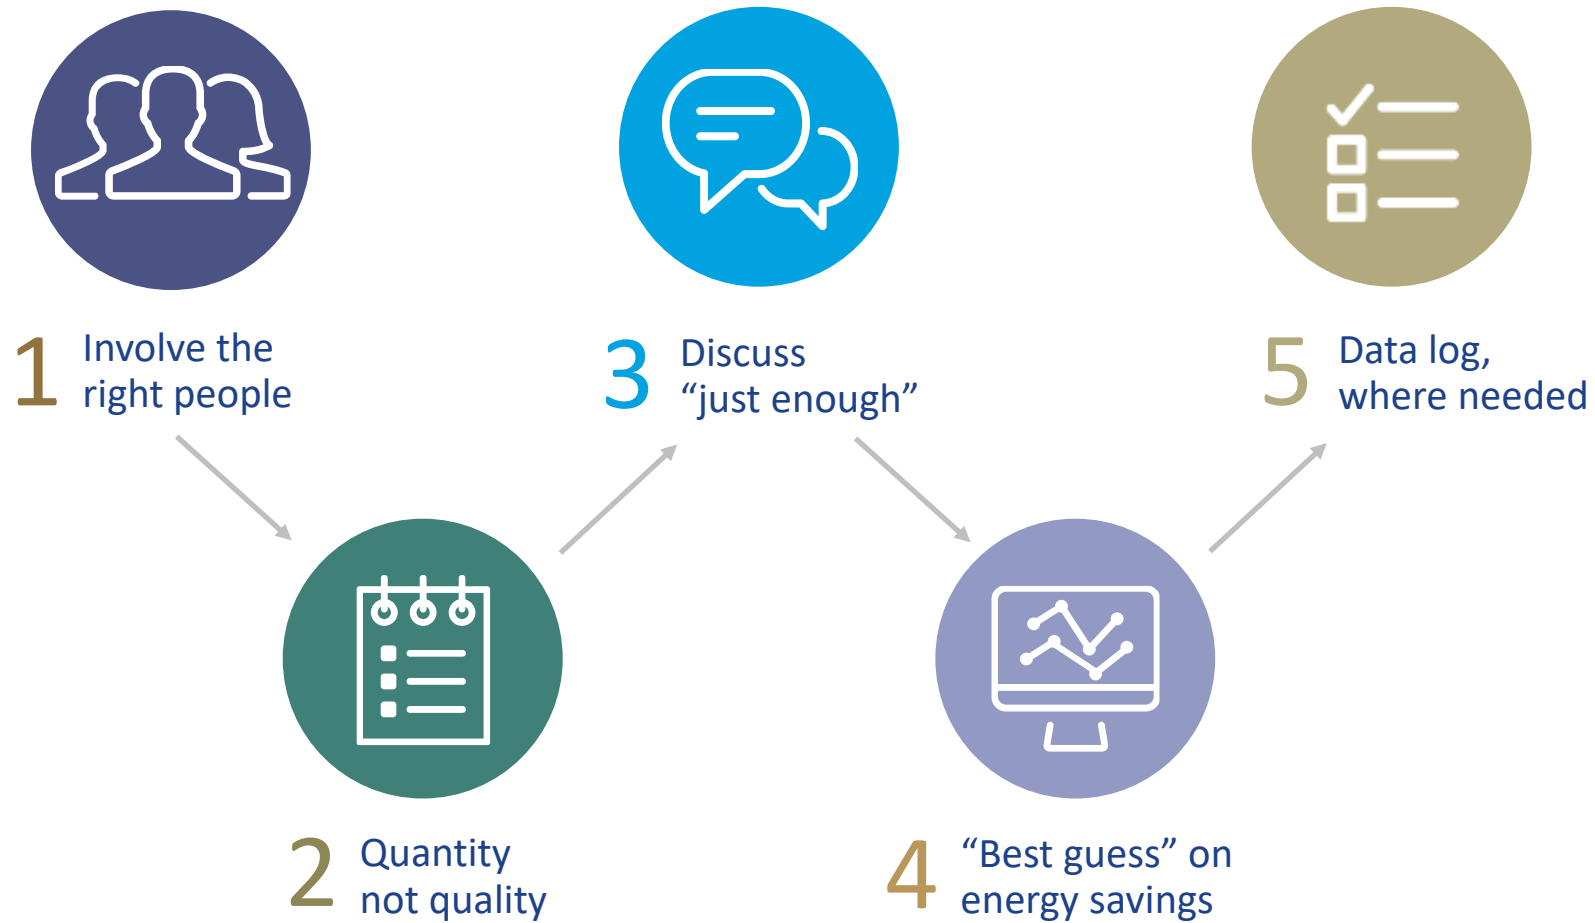 1 Involve the
right people
2 Quantity
not quality
3 Discuss
“just enough”
4 “Best guess” on
energy savings
5 Data log,
where needed